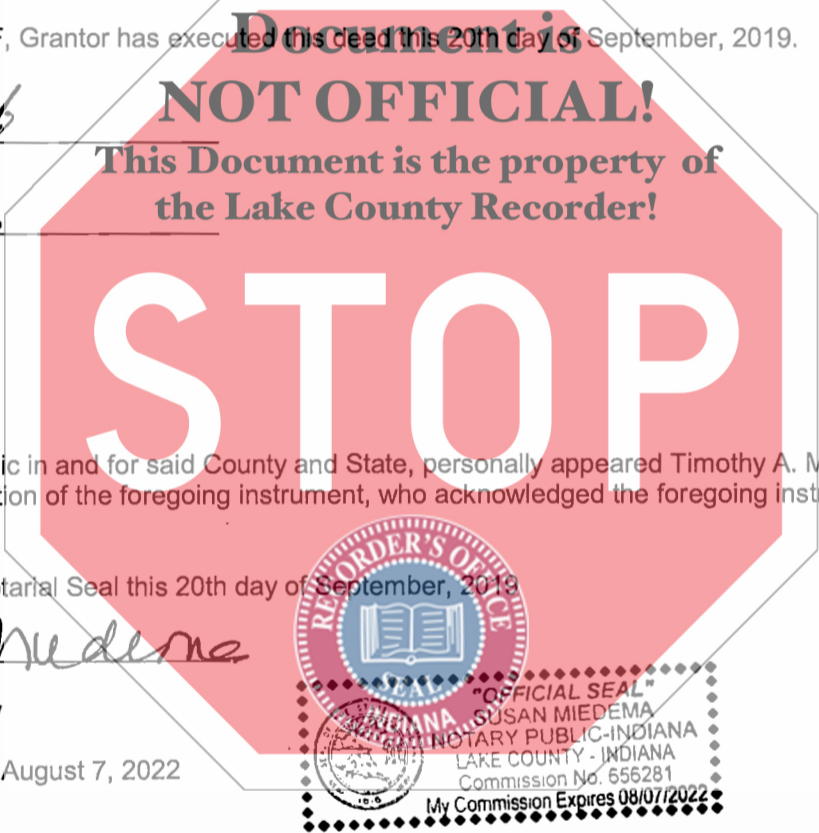 Document is
, Grantor has executed this deed this 20th day of September, 2019.
NOT OFFICIAL!
This Document is the property of
the Lake County Recorder!
STOP
ic in and for said County and State, personally appeared Timothy A. M
tion of the foregoing instrument, who acknowledged the foregoing inst
tarial Seal this 20th day of September, 2019
RECORDER'S OFFICE
SEAL
INDIANA
"OFFICIAL SEAL"
SUSAN MIEDEMA
NOTARY PUBLIC-INDIANA
LAKE COUNTY - INDIANA
Commission No. 656281
My Commission Expires 08/07/2022
August 7, 2022